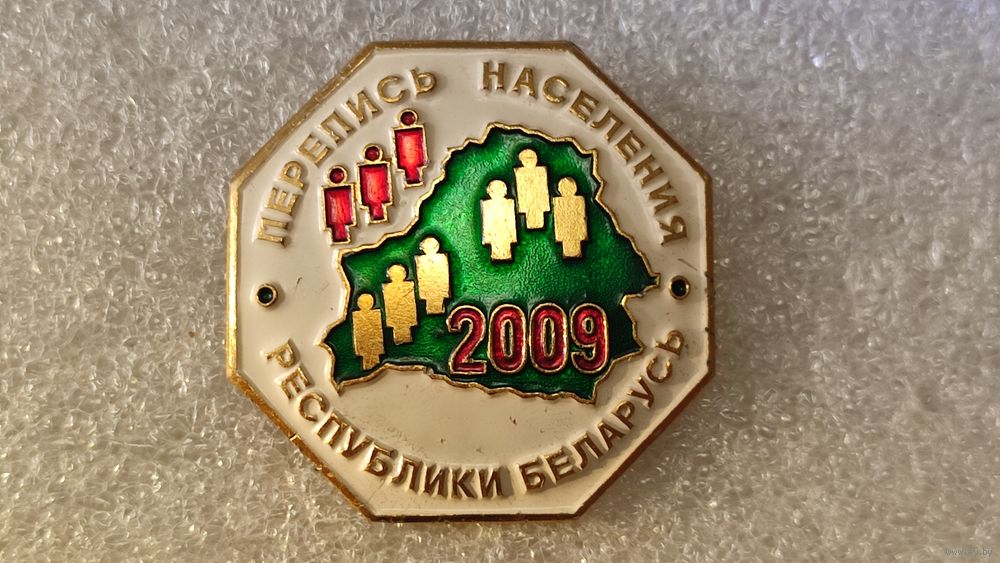 ПЕРЕПИСЬ НАСЕЛЕНИЯ
2009
РЕСПУБЛИКИ БЕЛАРУСЬ